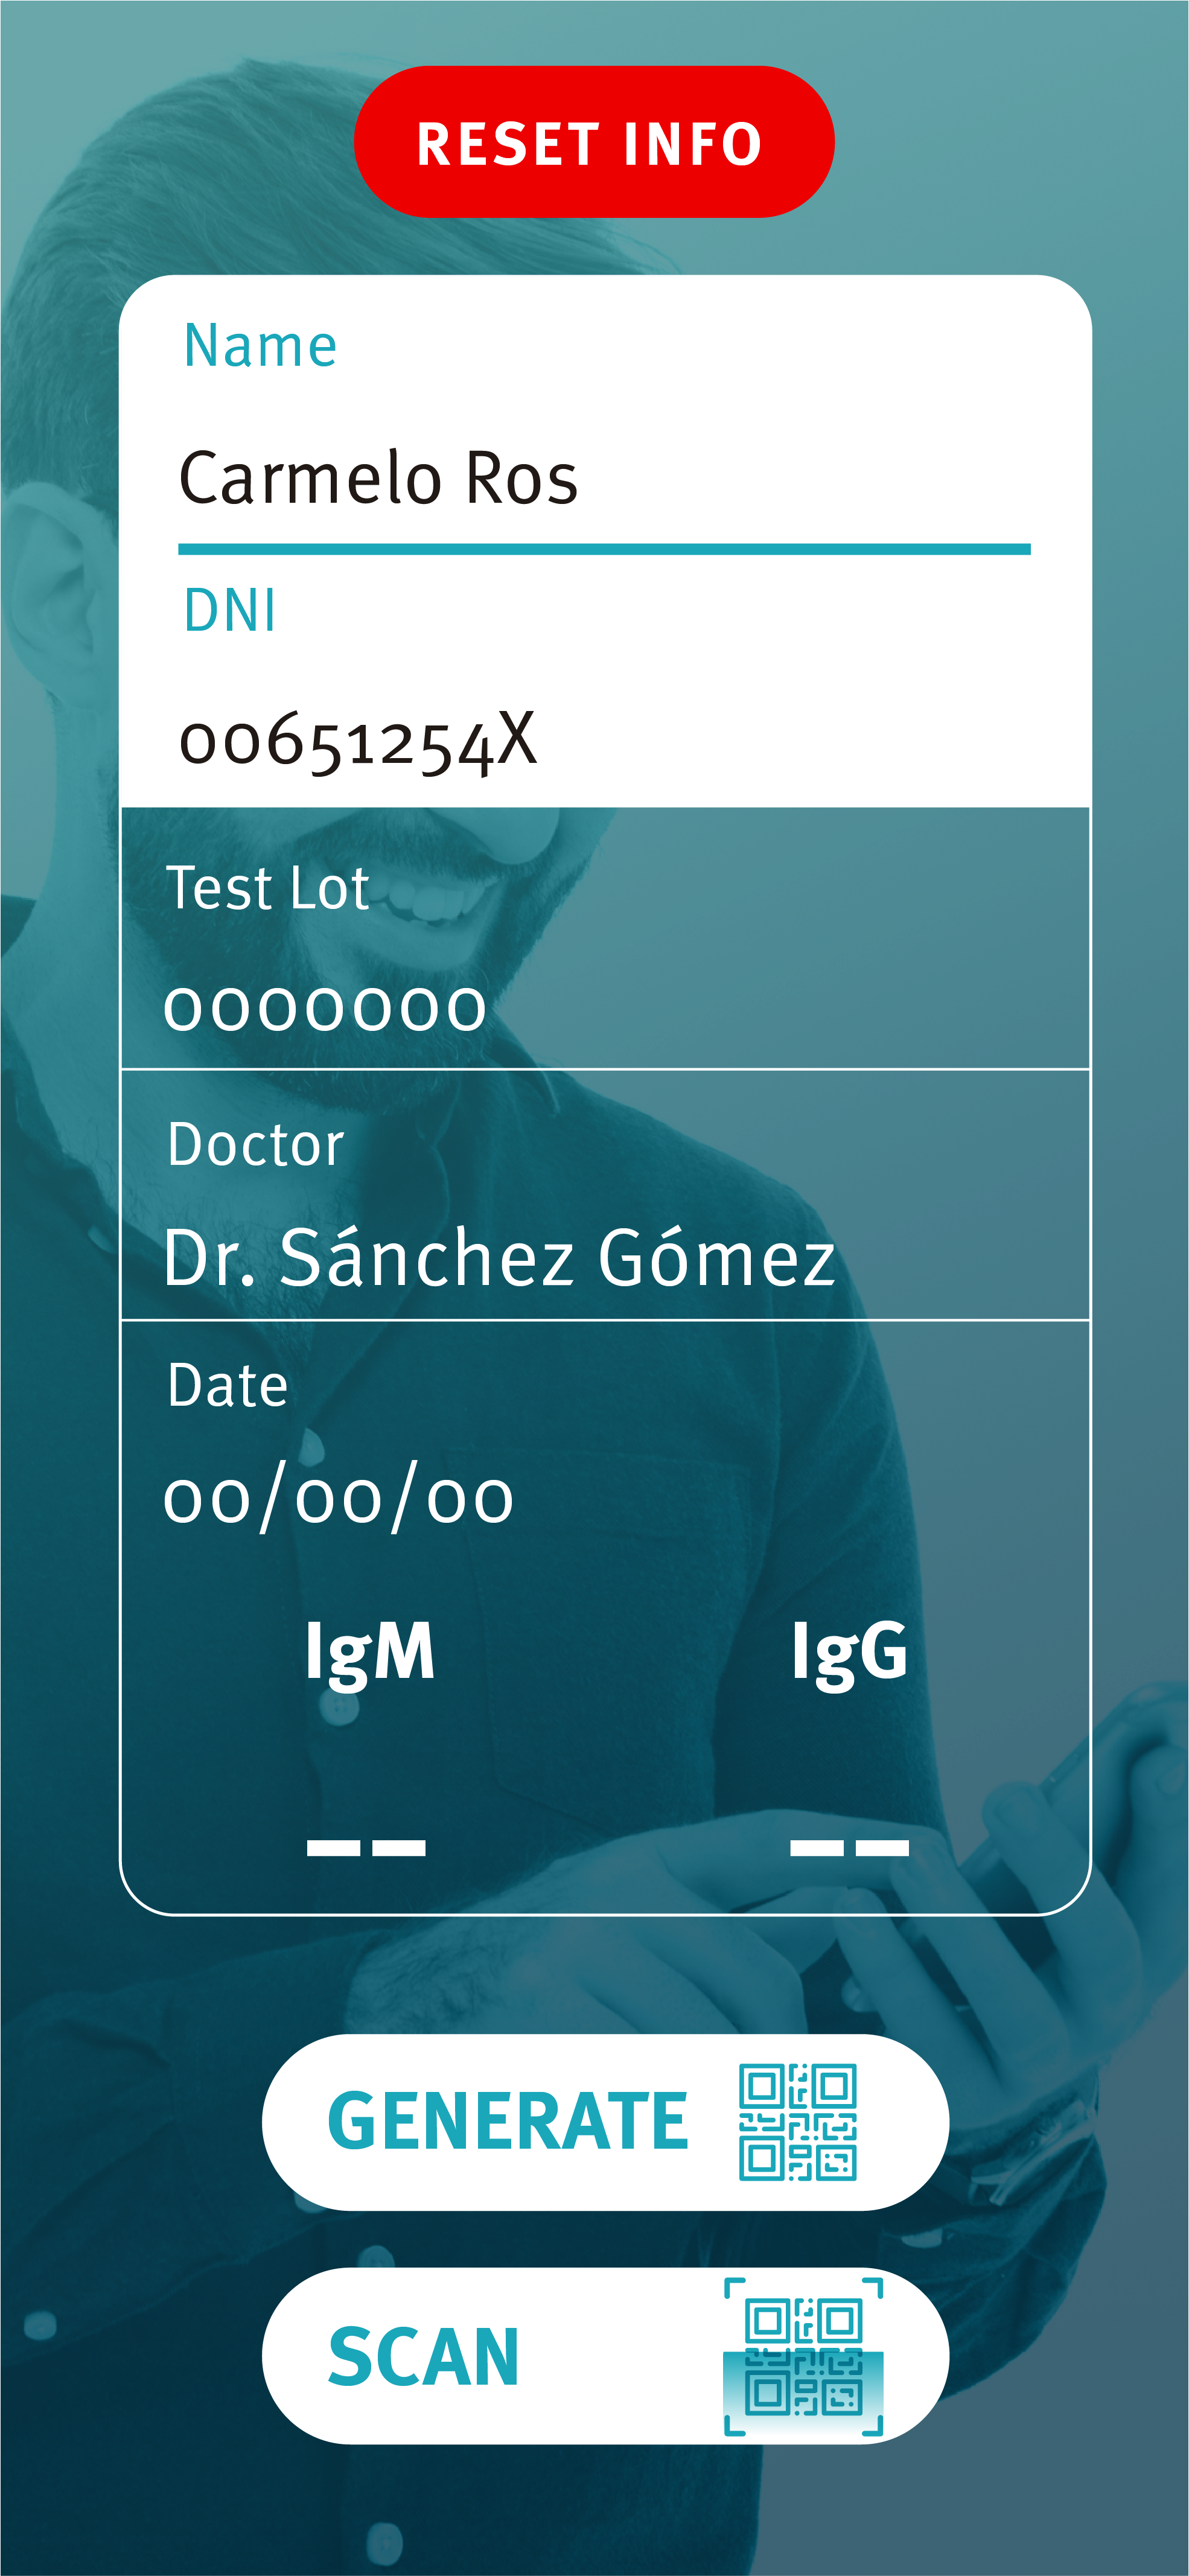 RESET INFO
Name
Carmelo Ros
DNI
00651254X
Test Lot
0000000
Doctor
Dr. Sánchez Gómez
Date
00/00/00
IgM IgG
-- --
GENERATE
SCAN